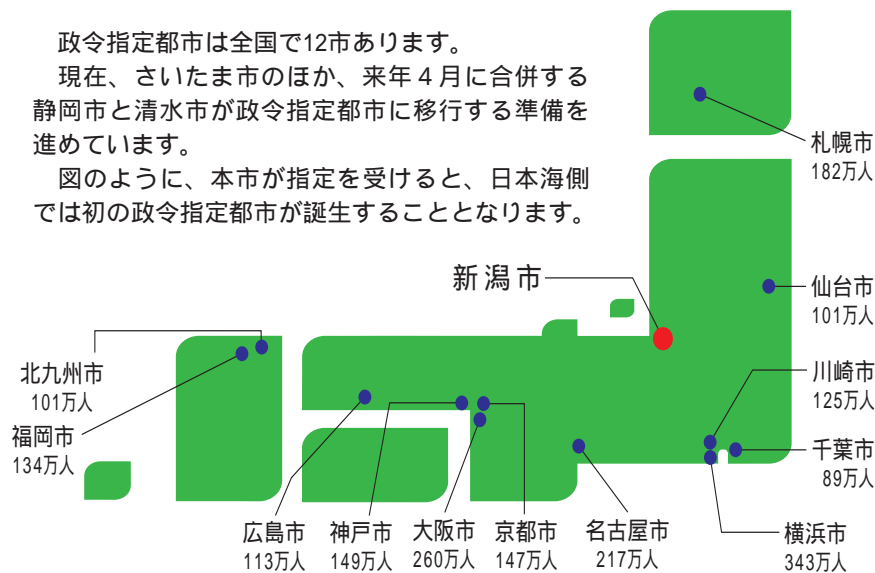 政令指定都市は全国で12市あります。
　現在、さいたま市のほか、来年４月に合併する
静岡市と清水市が政令指定都市に移行する準備を
進めています。
　図のように、本市が指定を受けると、日本海側
では初の政令指定都市が誕生することとなります。
札幌市
182万人
新潟市
仙台市
101万人
北九州市
101万人
川崎市
125万人
福岡市
134万人
千葉市
89万人
広島市
113万人
神戸市
149万人
大阪市
260万人
京都市
147万人
名古屋市
217万人
横浜市
343万人